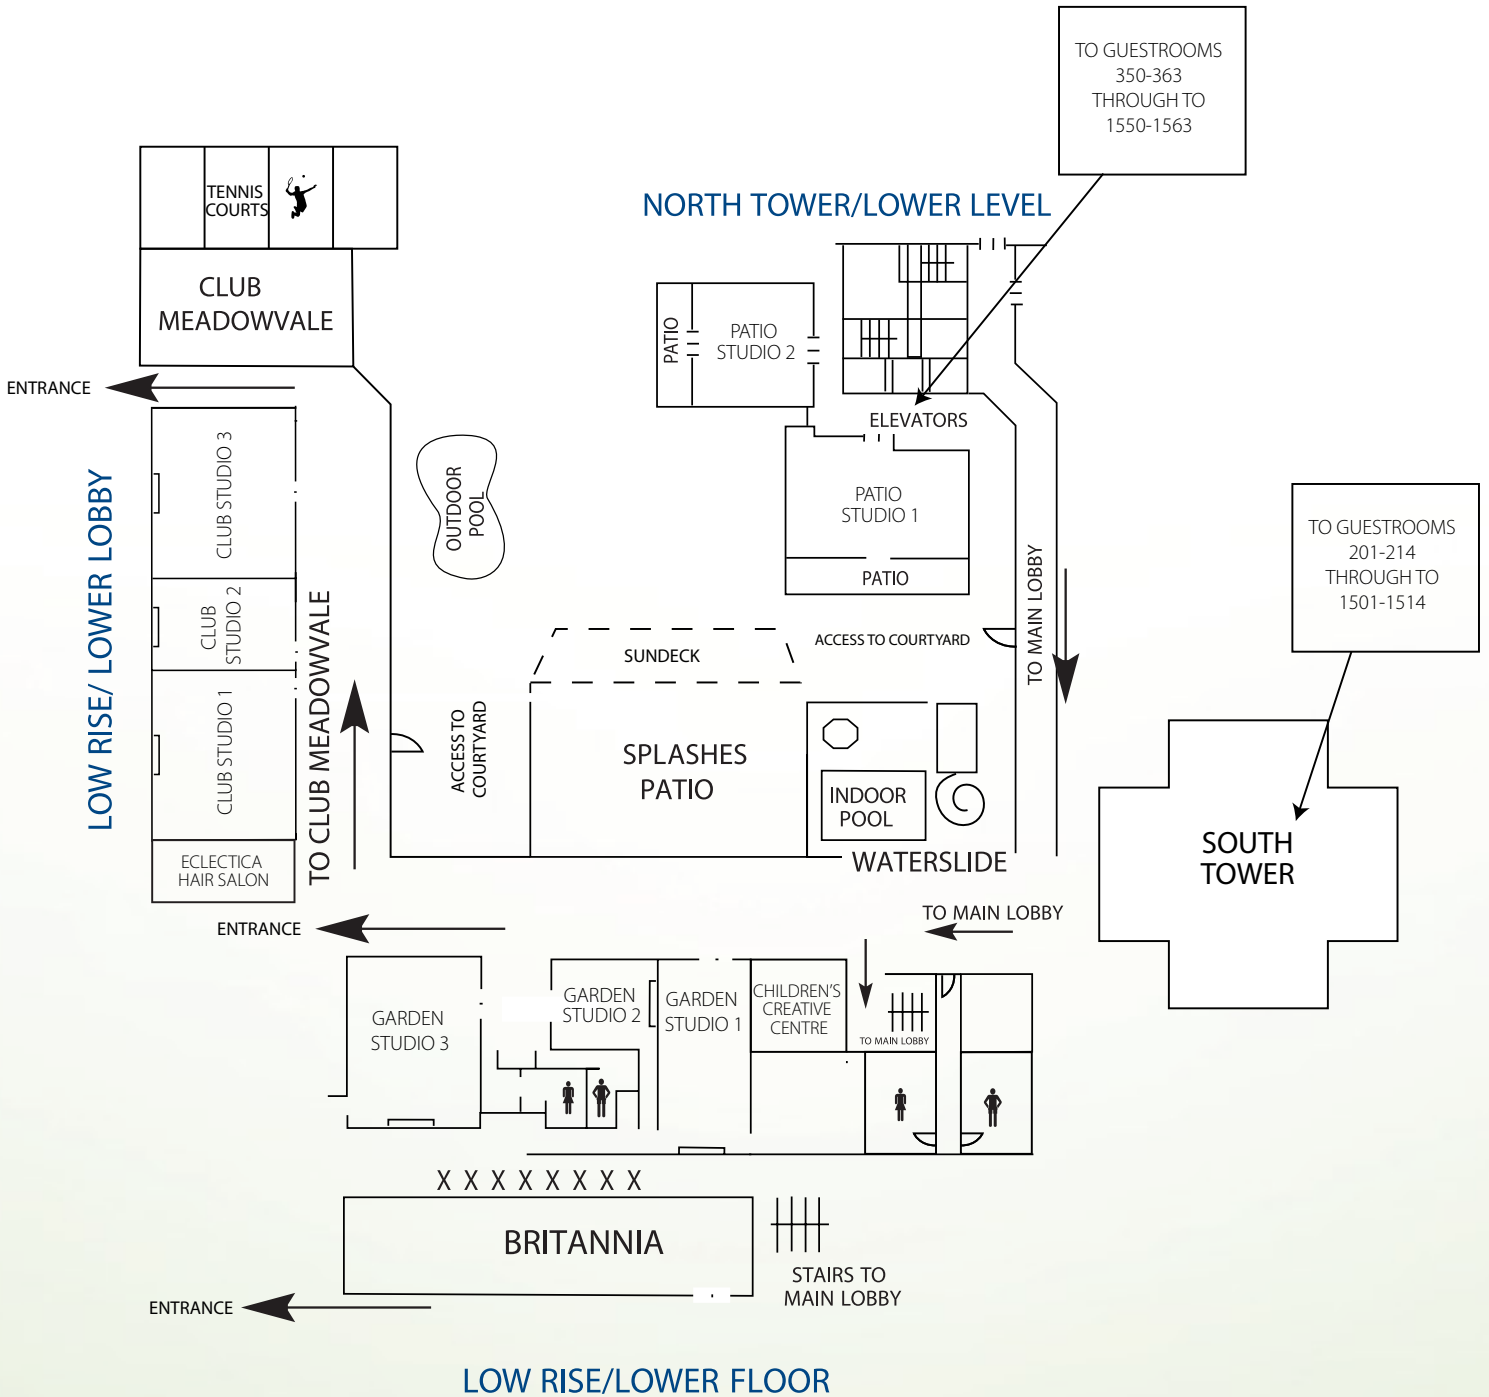 TO GUESTROOMS
350-363
THROUGH TO
1550-1563
TENNIS
COURTS
NORTH TOWER/LOWER LEVEL
CLUB
MEADOWVALE
PATIO
PATIO
STUDIO 2
ENTRANCE
ELEVATORS
CLUB STUDIO 3
OUTDOOR
POOL
PATIO
STUDIO 1
PATIO
LOW RISE/ LOWER LOBBY
CLUB
STUDIO 2
TO CLUB MEADOWVALE
TO GUESTROOMS
201-214
THROUGH TO
1501-1514
TO MAIN LOBBY
ACCESS TO COURTYARD
SUNDECK
CLUB STUDIO 1
ACCESS TO
COURTYARD
SPLASHES
PATIO
INDOOR
POOL
WATERSLIDE
SOUTH
TOWER
ECLECTICA
HAIR SALON
ENTRANCE
TO MAIN LOBBY
GARDEN
STUDIO 3
GARDEN
STUDIO 2
GARDEN
STUDIO 1
CHILDREN'S
CREATIVE
CENTRE
TO MAIN LOBBY
X X X X X X X X
BRITANNIA
STAIRS TO
MAIN LOBBY
ENTRANCE
LOW RISE/LOWER FLOOR